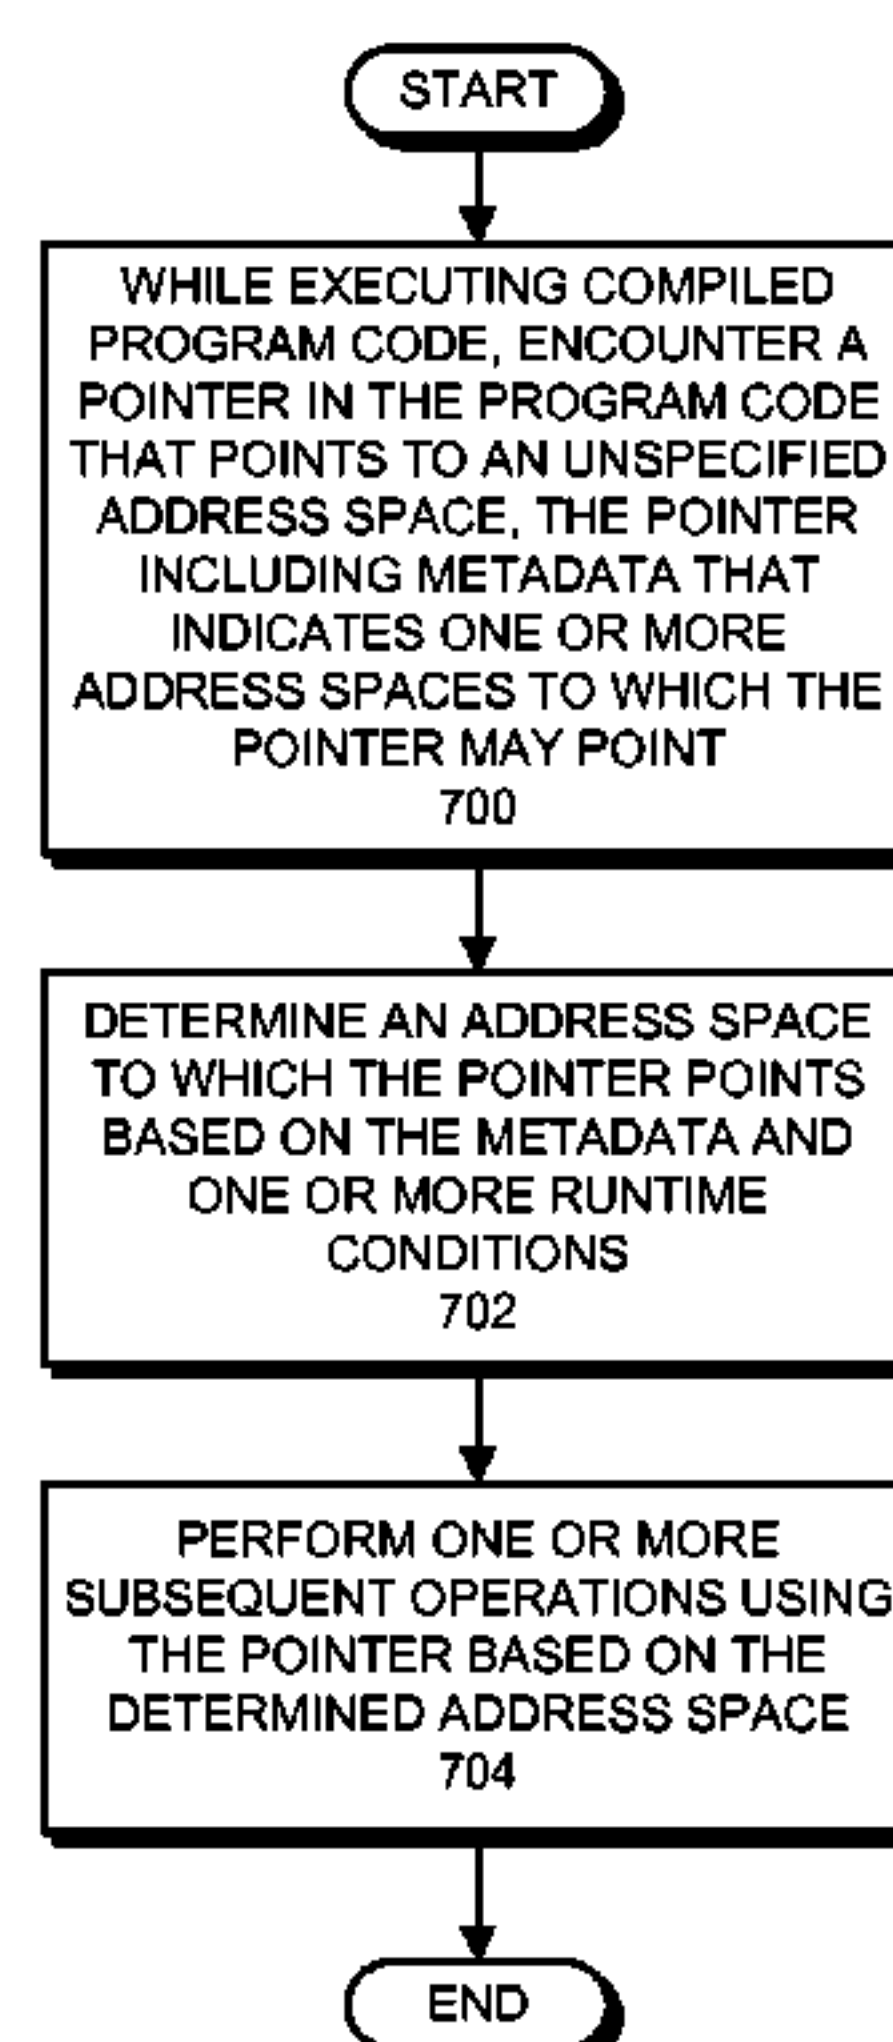 START
WHILE EXECUTING COMPILED
PROGRAM CODE, ENCOUNTER A
POINTER IN THE PROGRAM CODE
THAT POINTS TO AN UNSPECIFIED
ADDRESS SPACE, THE POINTER
INCLUDING METADATA THAT
INDICATES ONE OR MORE
ADDRESS SPACES TO WHICH THE
POINTER MAY POINT
700
DETERMINE AN ADDRESS SPACE
TO WHICH THE POINTER POINTS
BASED ON THE METADATA AND
ONE OR MORE RUNTIME
CONDITIONS
702
PERFORM ONE OR MORE
SUBSEQUENT OPERATIONS USING
THE POINTER BASED ON THE
DETERMINED ADDRESS SPACE
704
END